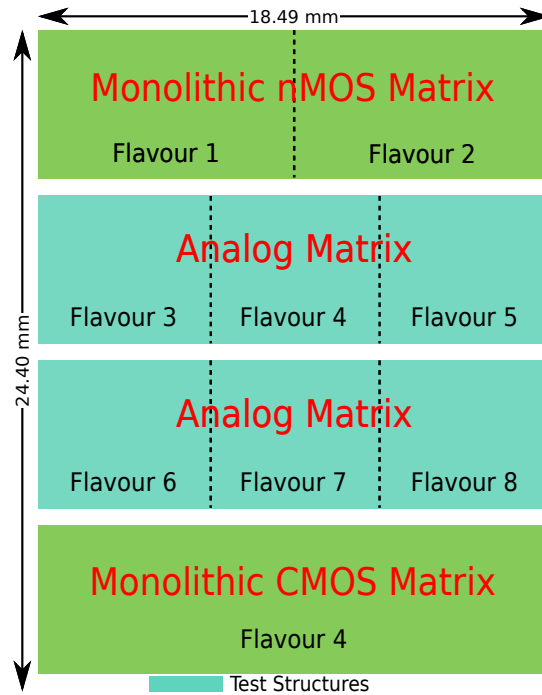 18.49 mm
24.40 mm
Monolithic nMOS Matrix
Flavour 1
Flavour 2
Analog Matrix
Flavour 3
Flavour 4
Flavour 5
Analog Matrix
Flavour 6
Flavour 7
Flavour 8
Monolithic CMOS Matrix
Flavour 4
Test Structures